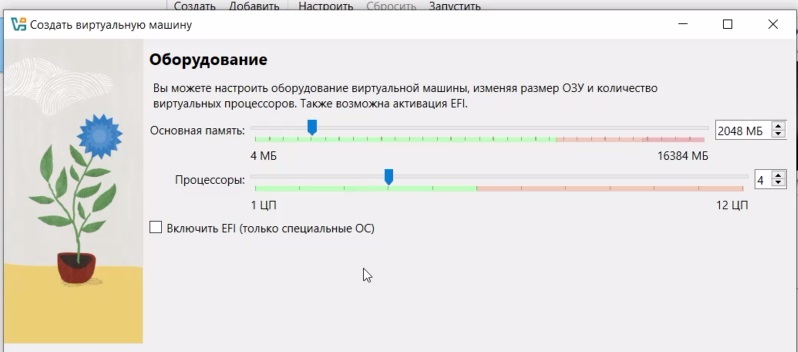 Создать Добавить Настроить Сбросить Запустить
Создать виртуальную машину
Оборудование
Вы можете настроить оборудование виртуальной машины, изменяя размер ОЗУ и количество
виртуальных процессоров. Также возможна активация EFI.
Основная память: 2048 МБ
4 МБ 16384 МБ
Процессоры: 4
1 ЦП 12 ЦП
Включить EFI (только специальные ОС)